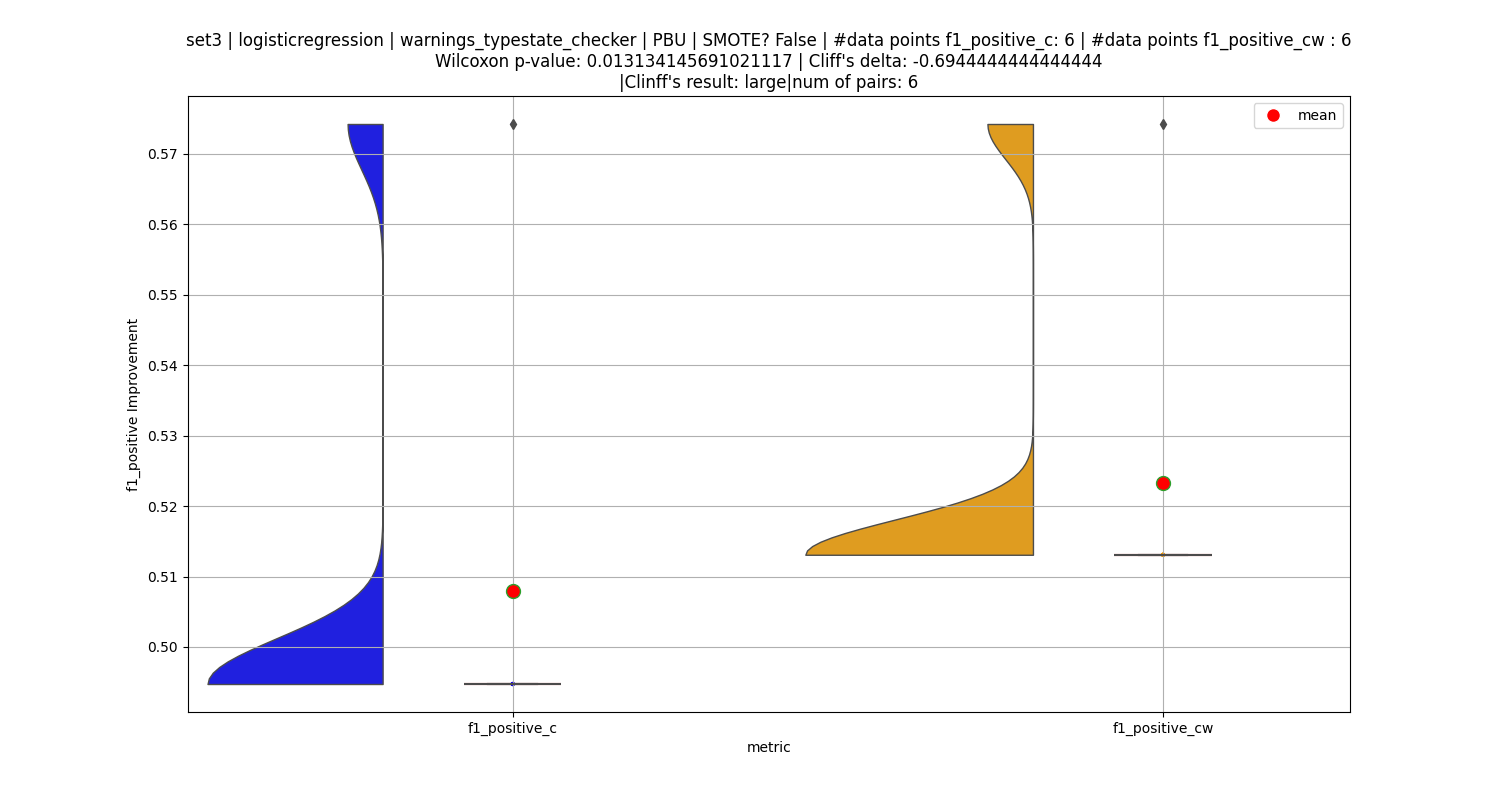 set3 | logisticregression | warnings_typestate_checker | PBU | SMOTE? False | #data points f1_positive_c: 6 | #data points f1_positive_cw : 6
Wilcoxon p-value: 0.013134145691021117 | Cliff's delta: -0.6944444444444444
|Clinff's result: large|num of pairs: 6
mean
0.57
0.56
0.55
0.54
0.53
0.52
0.51
0.50
f1_positive Improvement
f1_positive_c
f1_positive_cw
metric